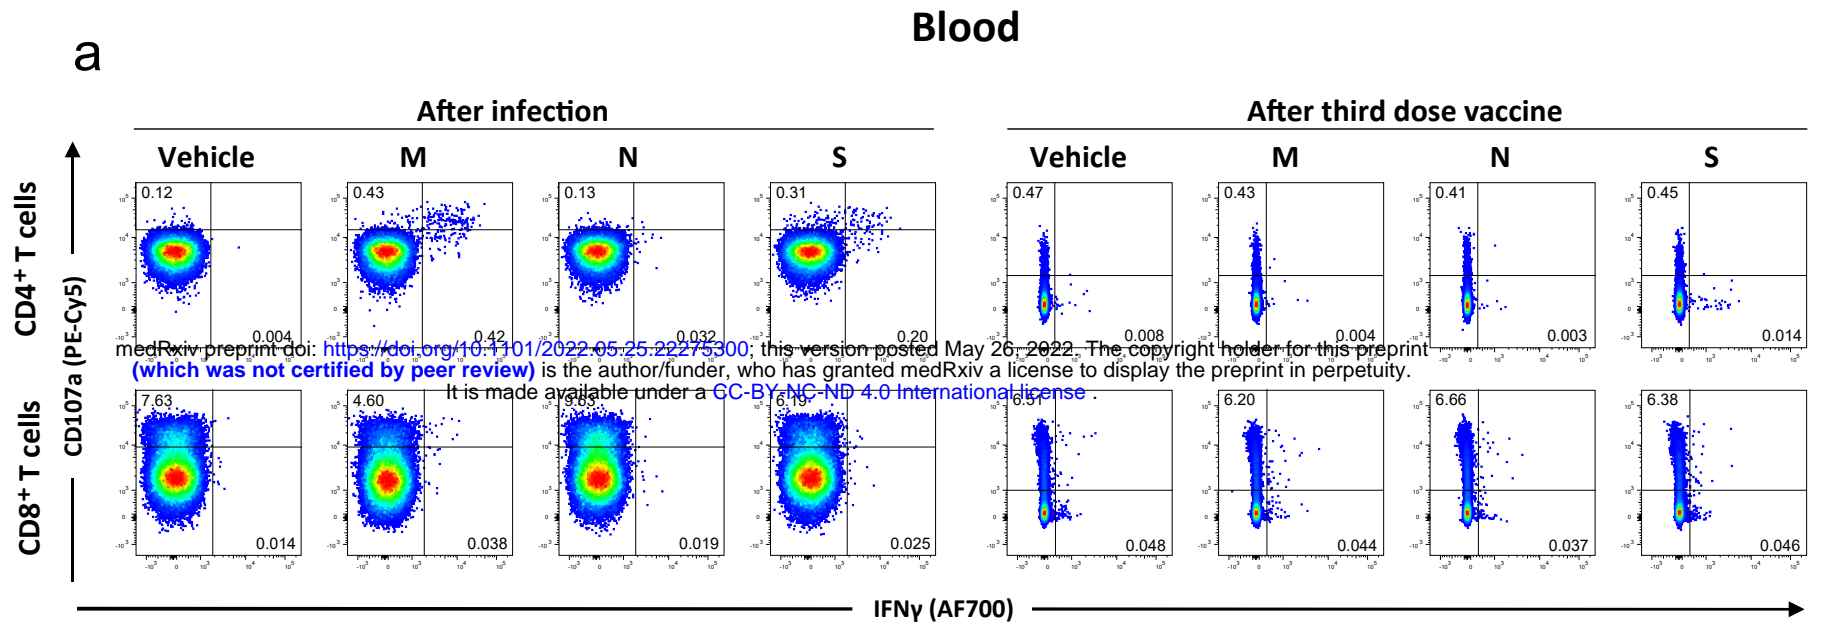 Blood
a
After infection
After third dose vaccine
Vehicle M N S Vehicle M N S
CD4⁺ T cells
CD8⁺ T cells
CD107a (PE-Cy5)
0.12 0.43 0.13 0.31 0.47 0.43 0.41 0.45
0.004 0.42 0.032 0.20 0.008 0.004 0.003 0.014
medRxiv preprint doi: https://doi.org/10.1101/2022.05.25.22275300; this version posted May 26, 2022. The copyright holder for this preprint
(which was not certified by peer review) is the author/funder, who has granted medRxiv a license to display the preprint in perpetuity.
It is made available under a CC-BY-NC-ND 4.0 International license .
7.63 4.60 9.63 6.19 6.51 6.20 6.66 6.38
0.014 0.038 0.019 0.025 0.048 0.044 0.037 0.046
IFNγ (AF700)